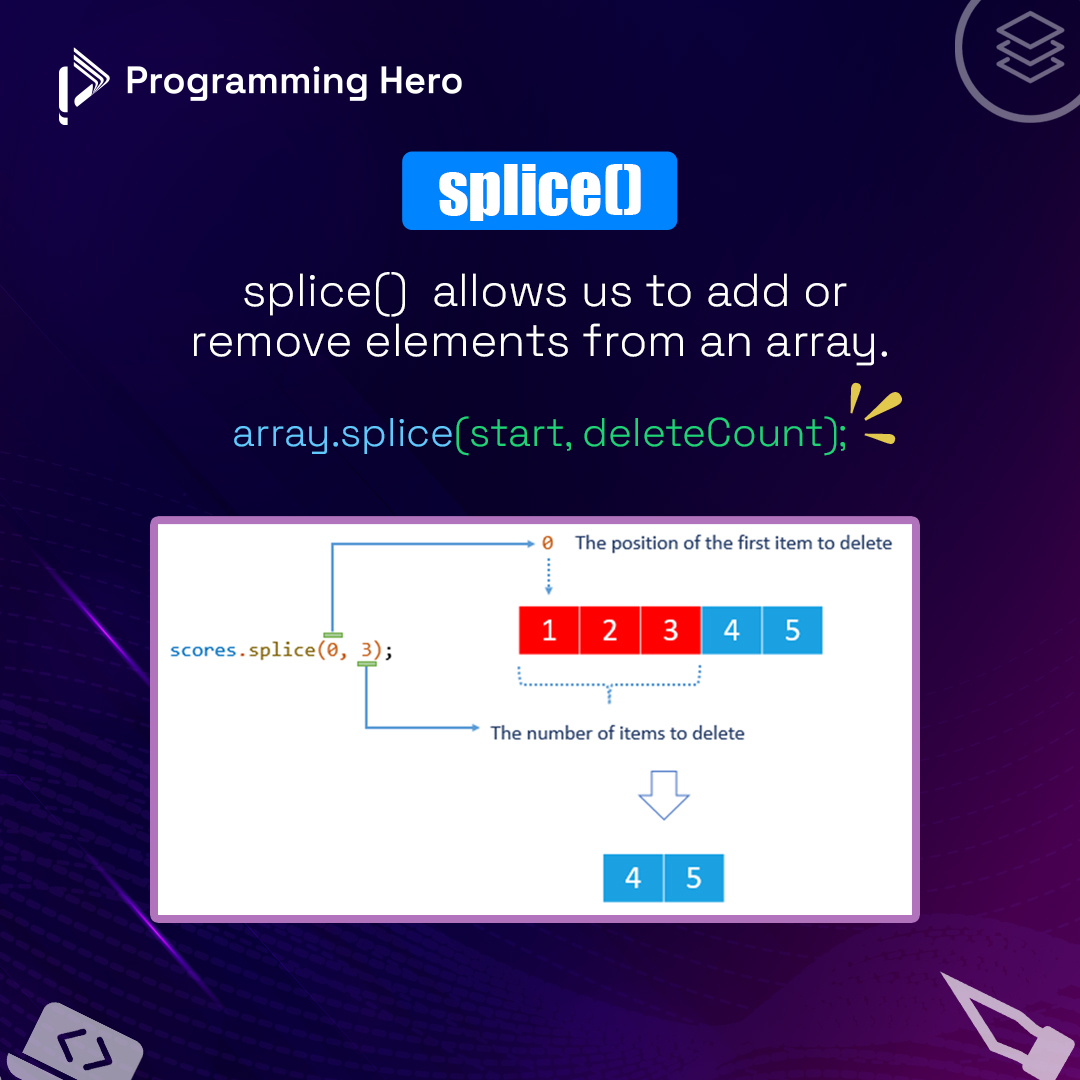 Programming Hero
splice()
splice() allows us to add or
remove elements from an array.
array.splice(start, deleteCount);
0 The position of the first item to delete
1 2 3 4 5
scores.splice(0, 3);
The number of items to delete
4 5